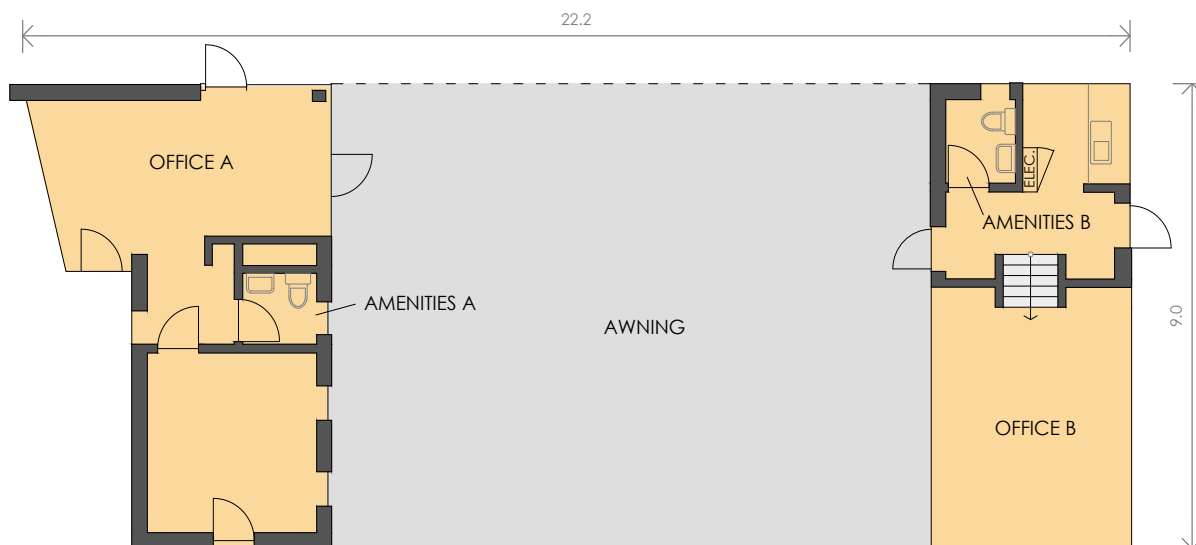 22.2
OFFICE A
ELEC.
AMENITIES B
AMENITIES A
AWNING
9.0
OFFICE B